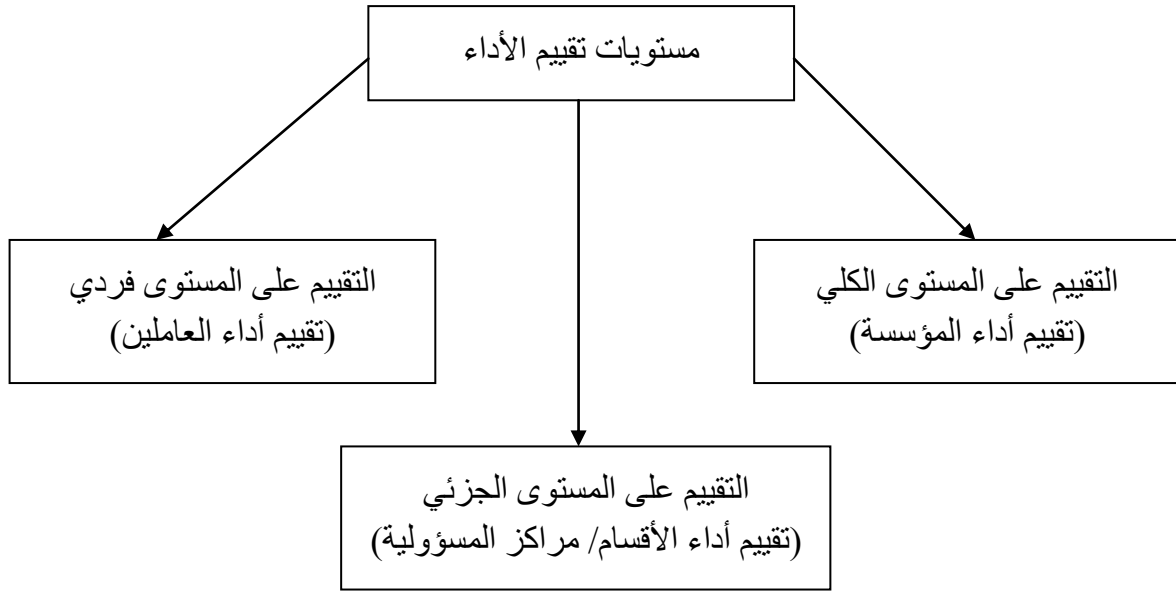 مستويات تقييم الأداء
التقييم على المستوى الكلي
(تقييم أداء المؤسسة)
التقييم على المستوى فردي
(تقييم أداء العاملين)
التقييم على المستوى الجزئي
(تقييم أداء الأقسام/ مراكز المسؤولية)